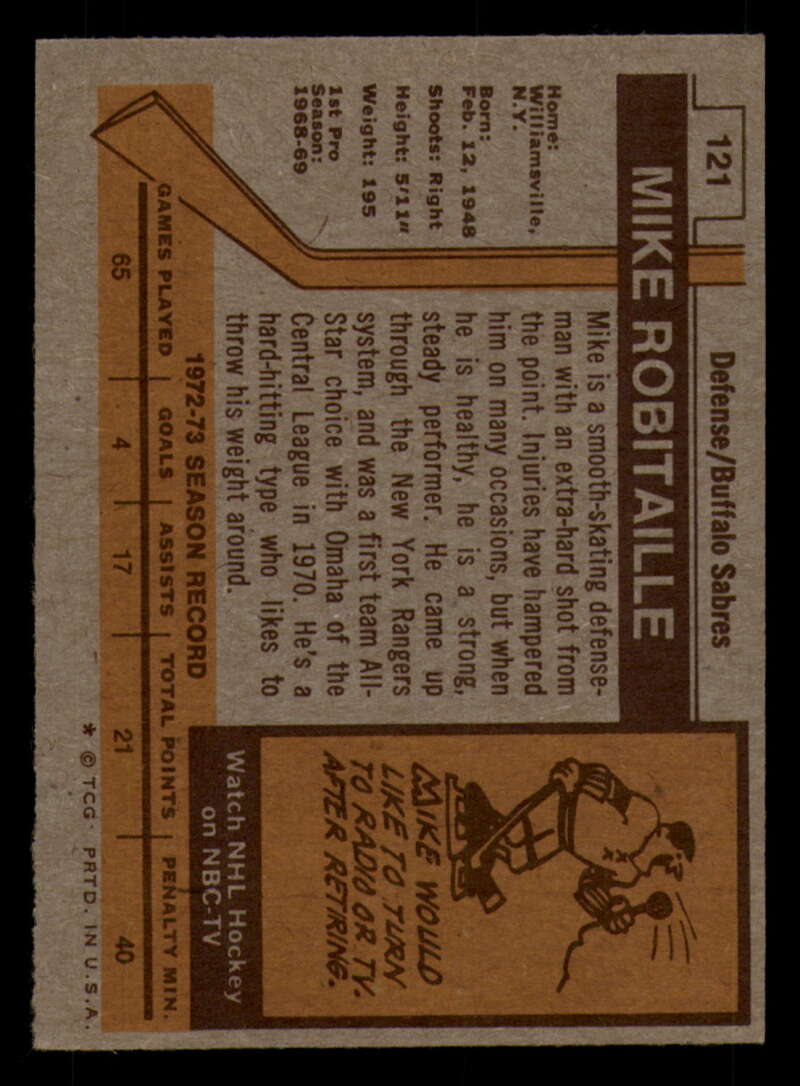 121
Defense/Buffalo Sabres
MIKE ROBITAILLE
Home:
Williamsville,
N.Y.
Born:
Feb. 12, 1948
Shoots: Right
Height: 5'11"
Weight: 195
1st Pro
Season:
1968-69
Mike is a smooth-skating defense-
man with an extra-hard shot from
the point. Injuries have hampered
him on many occasions, but when
he is healthy, he is a strong,
steady performer. He came up
through the New York Rangers
system, and was a first team All-
Star choice with Omaha of the
Central League in 1970. He's a
hard-hitting type who likes to
throw his weight around.
MIKE WOULD
LIKE TO TURN
TO RADIO OR TV.
AFTER RETIRING.
Watch NHL Hockey
on NBC-TV
1972-73 SEASON RECORD
GAMES PLAYED GOALS ASSISTS TOTAL POINTS PENALTY MIN.
65 4 17 21 40
* © TCG· PRTD. IN U.S.A.